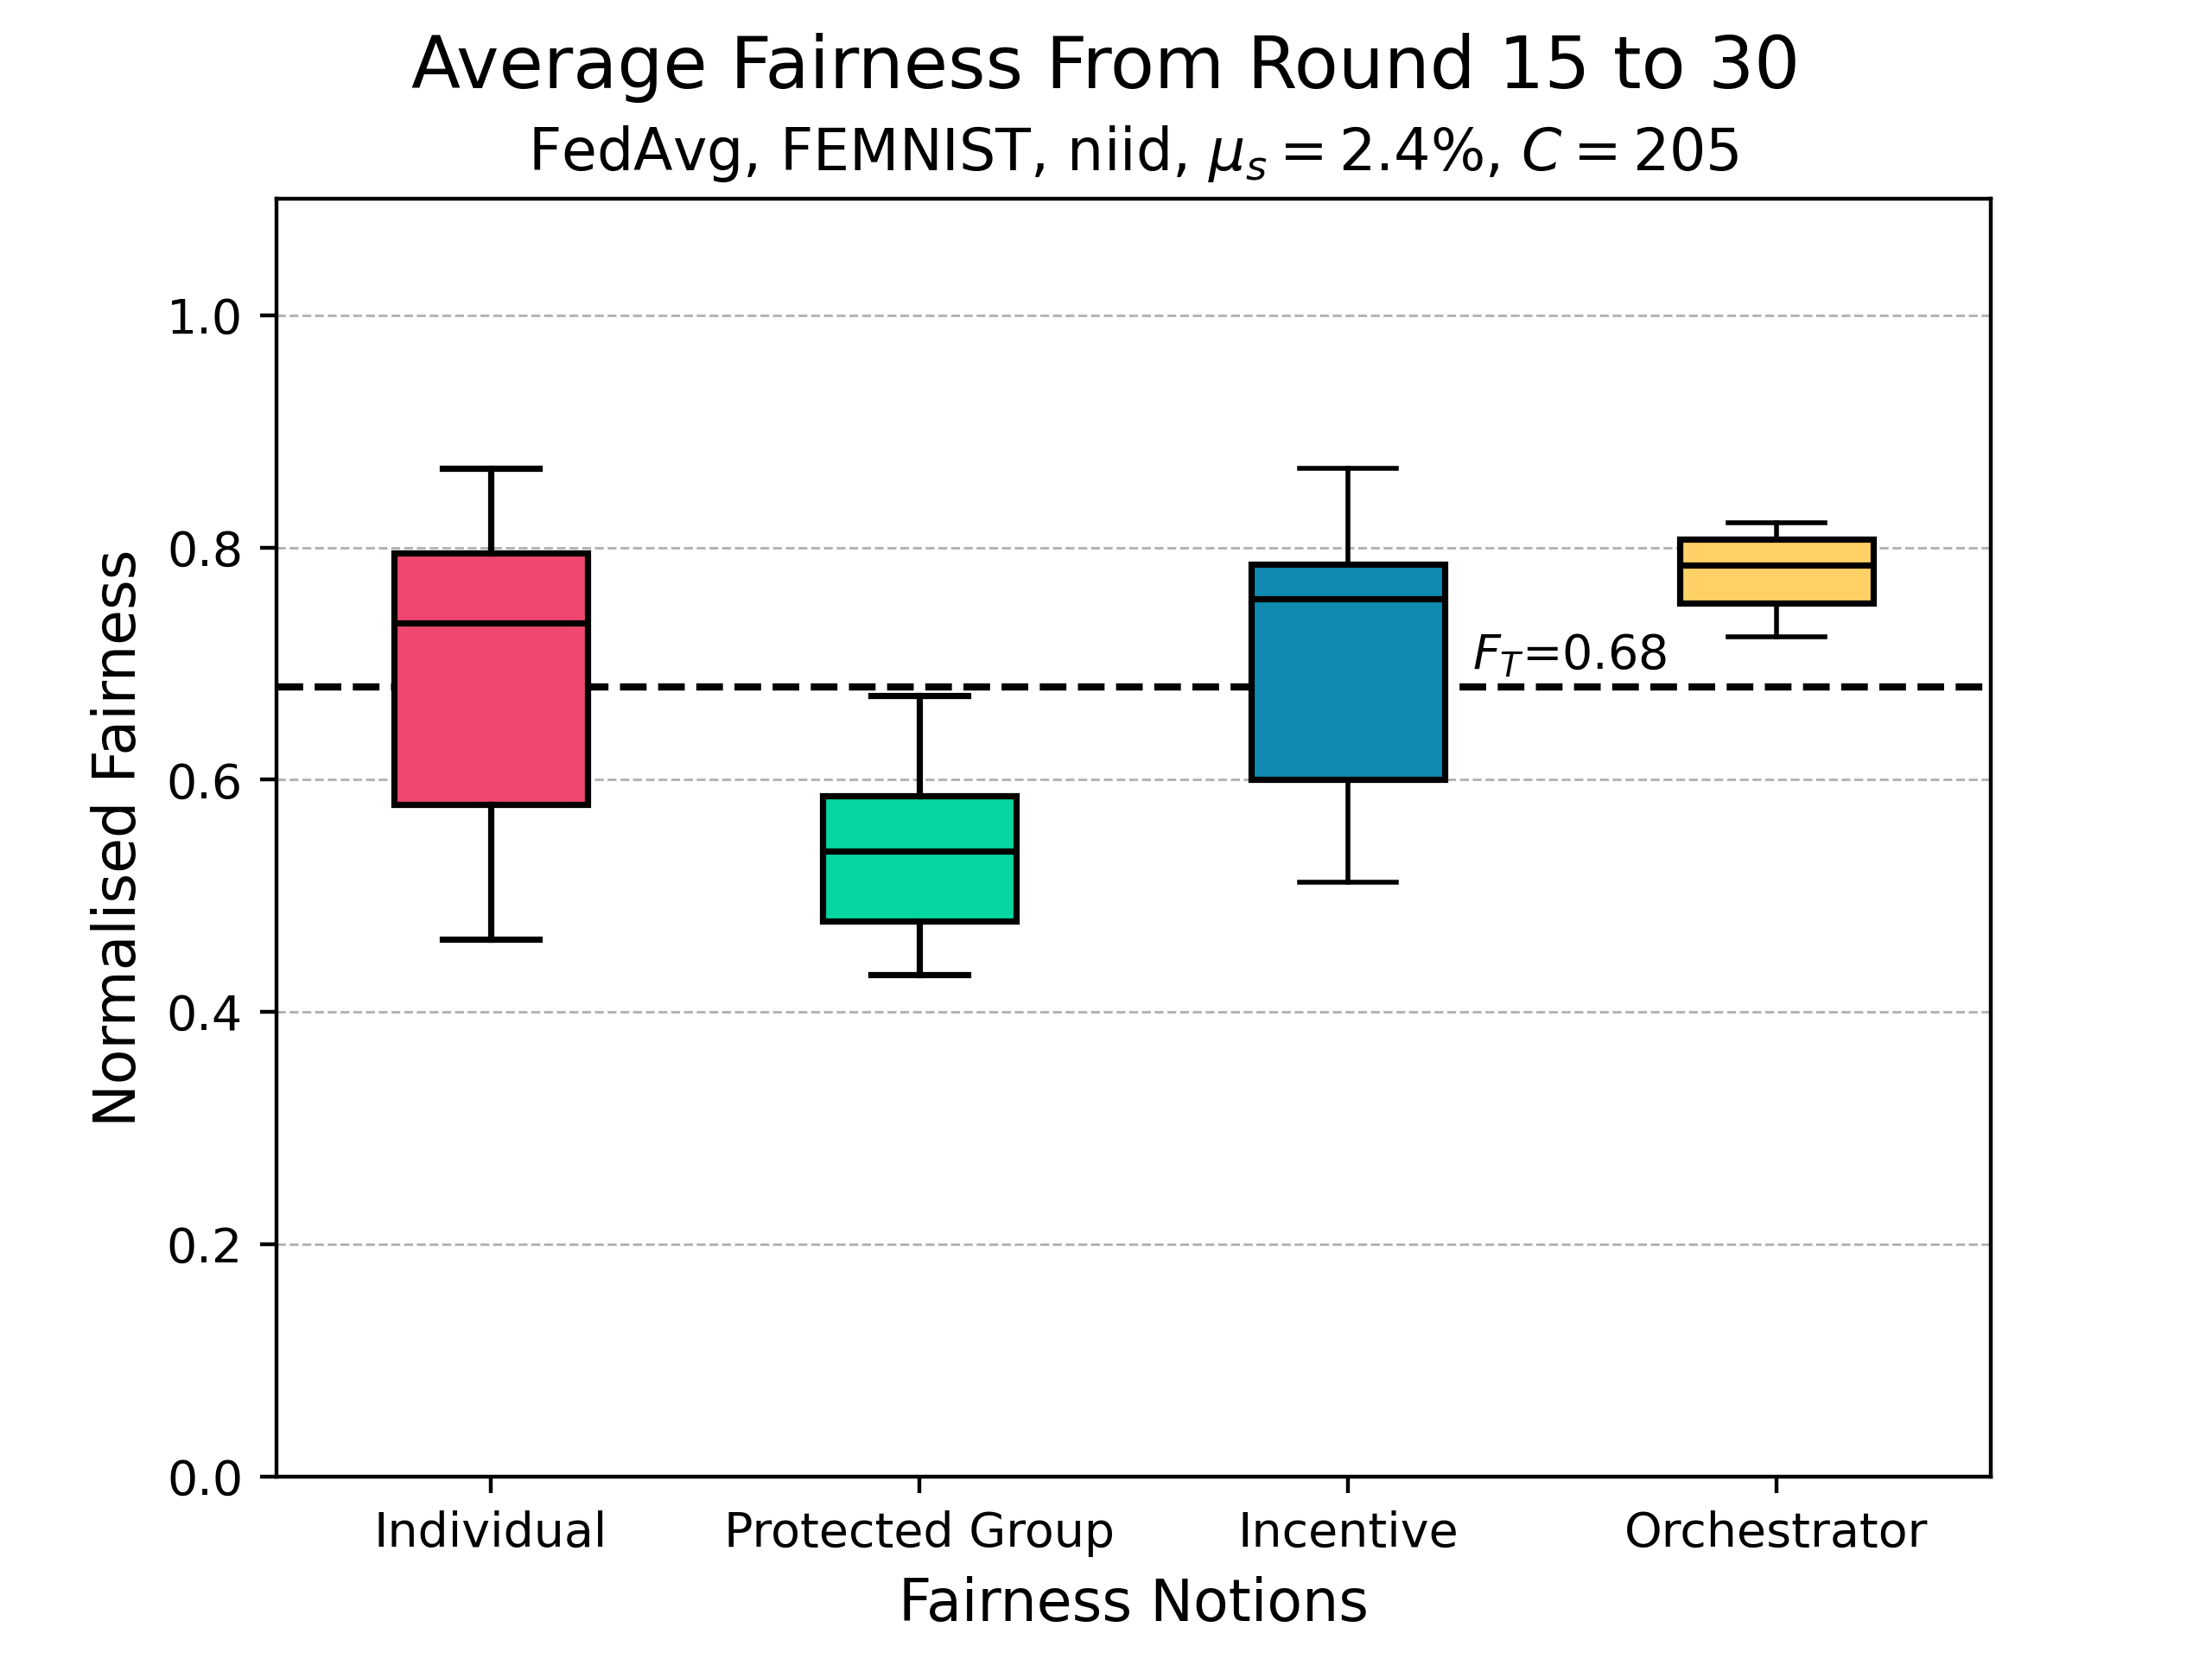 Average Fairness From Round 15 to 30
FedAvg, FEMNIST, niid, μs = 2.4%, C = 205
Normalised Fairness
1.0
0.8
0.6
0.4
0.2
0.0
F_T=0.68
Individual Protected Group Incentive Orchestrator
Fairness Notions